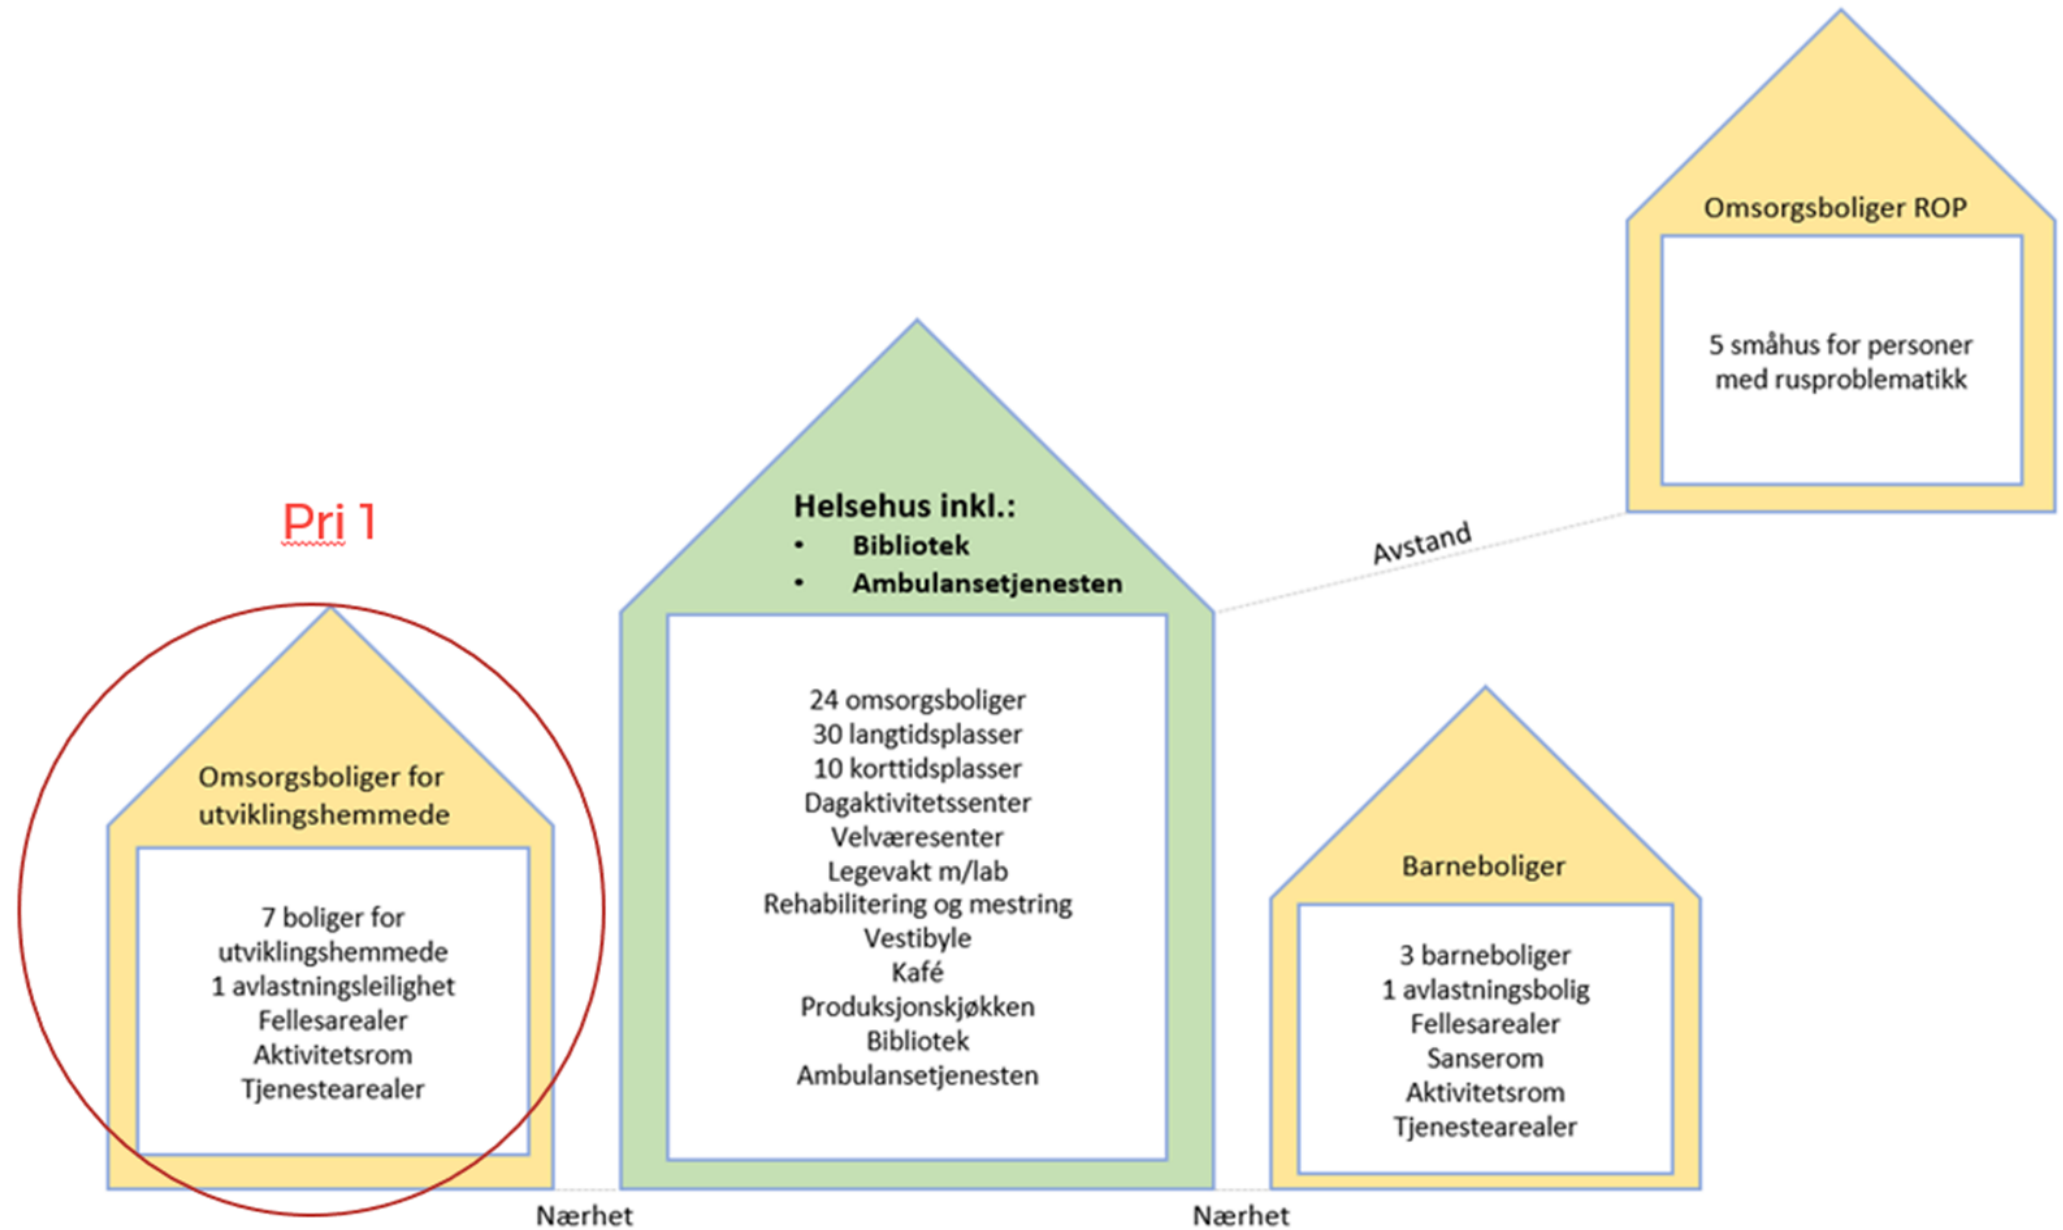 Omsorgsboliger ROP
5 småhus for personer
med rusproblematikk
Avstand
Pri 1
Helsehus inkl.:
• Bibliotek
• Ambulansetjenesten
24 omsorgsboliger
30 langtidsplasser
10 korttidsplasser
Dagaktivitetssenter
Velværesenter
Legevakt m/lab
Rehabilitering og mestring
Vestibyle
Kafé
Produksjonskjøkken
Bibliotek
Ambulansetjenesten
Omsorgsboliger for
utviklingshemmede
7 boliger for
utviklingshemmede
1 avlastningsleilighet
Fellesarealer
Aktivitetsrom
Tjenestearealer
Barneboliger
3 barneboliger
1 avlastningsbolig
Fellesarealer
Sanserom
Aktivitetsrom
Tjenestearealer
Nærhet
Nærhet